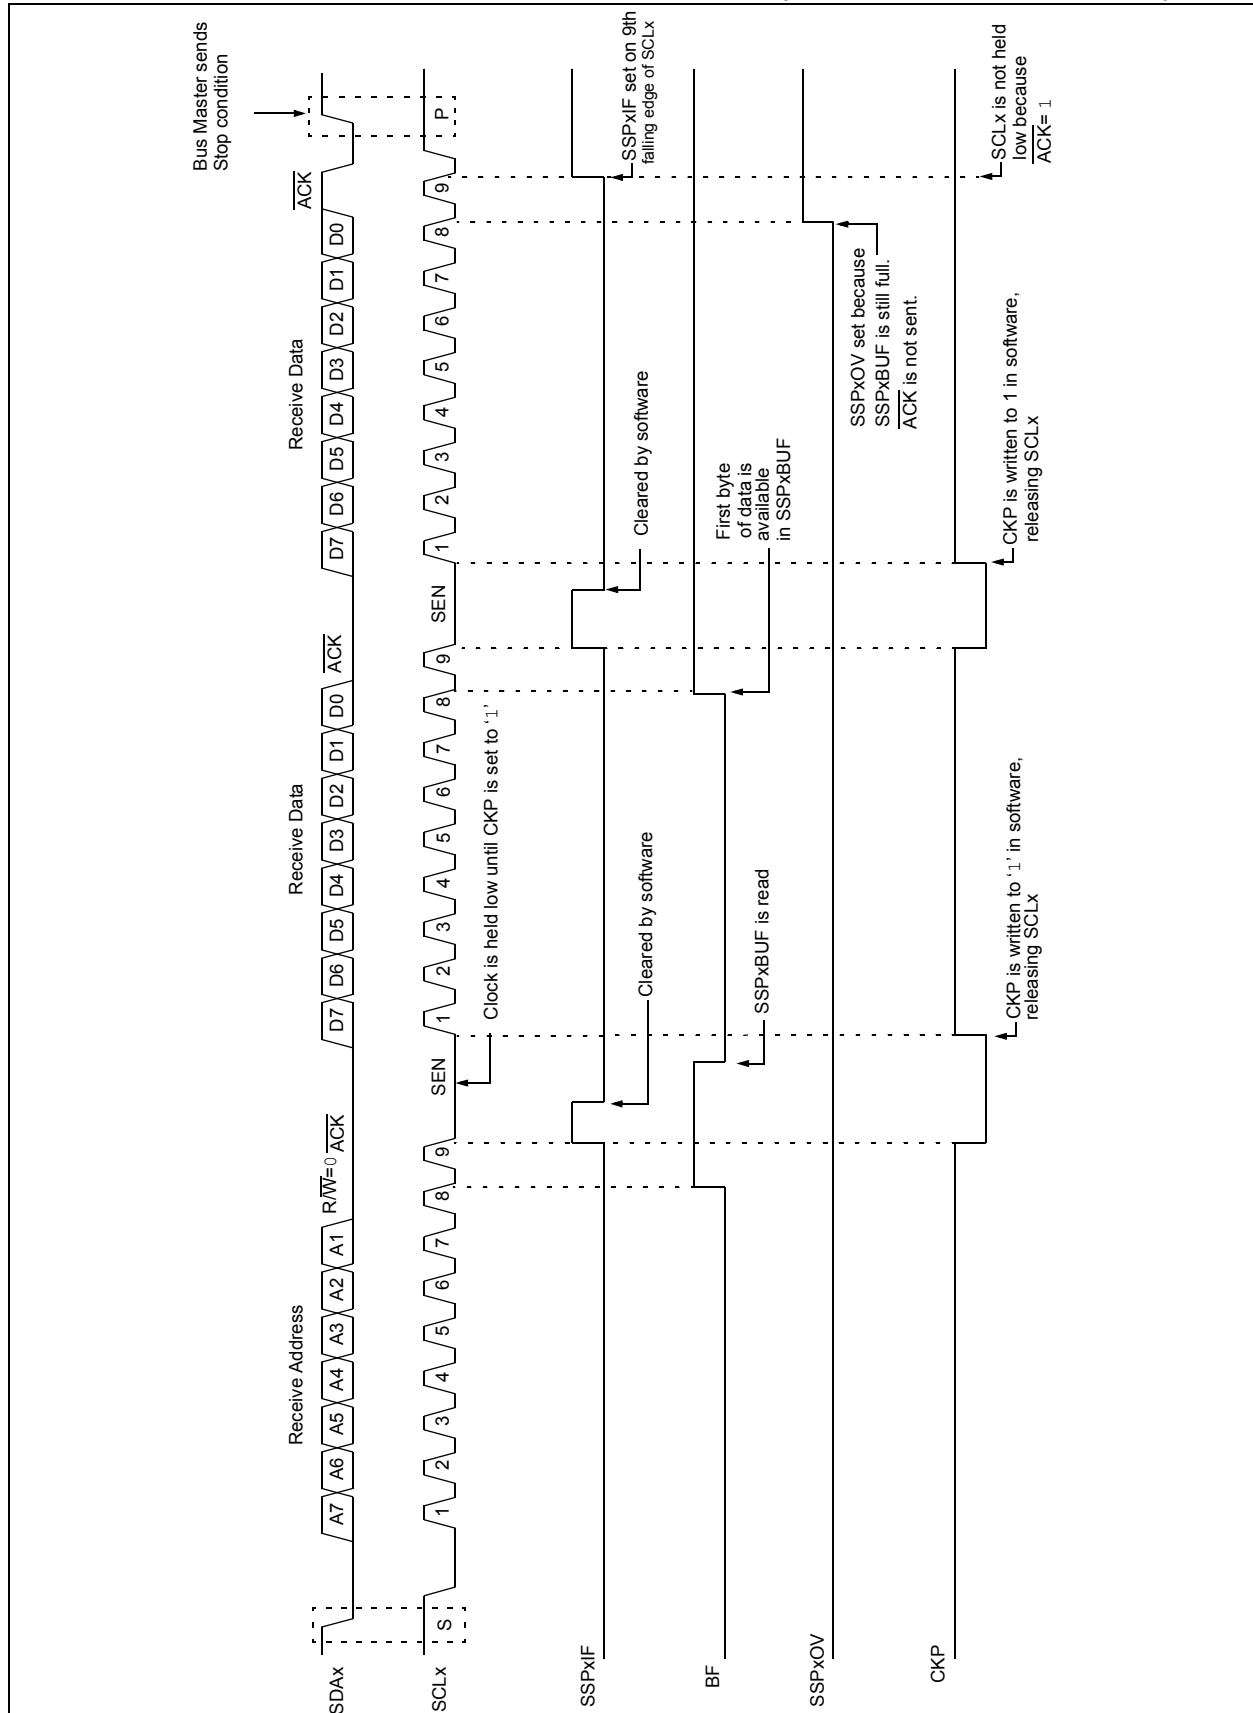 Bus Master sends
Stop condition
Receive Address
Receive Data
Receive Data
SDAx
A7 A6 A5 A4 A3 A2 A1 R/W=0 ACK D7 D6 D5 D4 D3 D2 D1 D0 ACK D7 D6 D5 D4 D3 D2 D1 D0 ACK
SCLx
S 1 2 3 4 5 6 7 8 9 SEN 1 2 3 4 5 6 7 8 9 SEN 1 2 3 4 5 6 7 8 9 P
Clock is held low until CKP is set to ‘1’
SSPxIF
Cleared by software
Cleared by software
SSPxIF set on 9th
falling edge of SCLx
BF
SSPxBUF is read
First byte
of data is
available
in SSPxBUF
SSPxOV
SSPxOV set because
SSPxBUF is still full.
ACK is not sent.
CKP
CKP is written to ‘1’ in software,
releasing SCLx
CKP is written to 1 in software,
releasing SCLx
SCLx is not held
low because
ACK= 1